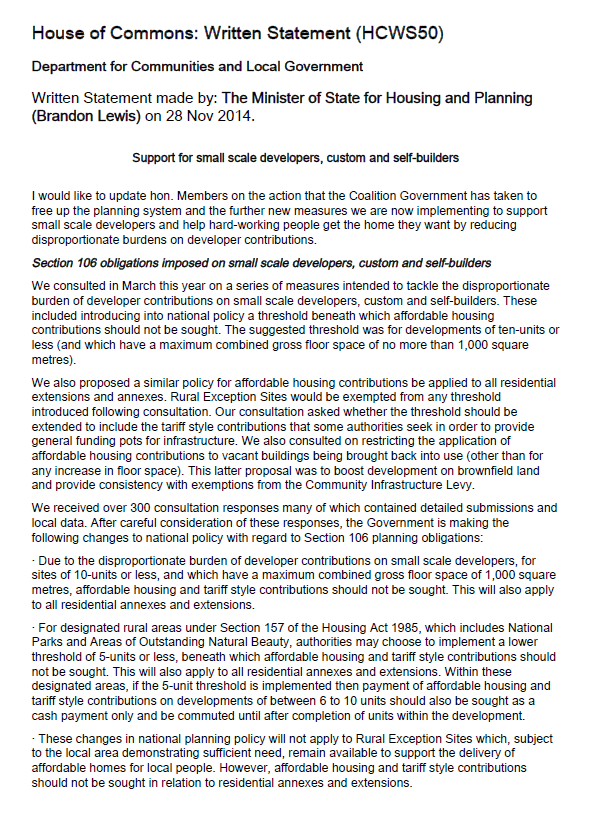 House of Commons: Written Statement (HCWS50)
Department for Communities and Local Government
Written Statement made by: The Minister of State for Housing and Planning
(Brandon Lewis) on 28 Nov 2014.
Support for small scale developers, custom and self-builders
I would like to update hon. Members on the action that the Coalition Government has taken to
free up the planning system and the further new measures we are now implementing to support
small scale developers and help hard-working people get the home they want by reducing
disproportionate burdens on developer contributions.
Section 106 obligations imposed on small scale developers, custom and self-builders
We consulted in March this year on a series of measures intended to tackle the disproportionate
burden of developer contributions on small scale developers, custom and self-builders. These
included introducing into national policy a threshold beneath which affordable housing
contributions should not be sought. The suggested threshold was for developments of ten-units or
less (and which have a maximum combined gross floor space of no more than 1,000 square
metres).
We also proposed a similar policy for affordable housing contributions be applied to all residential
extensions and annexes. Rural Exception Sites would be exempted from any threshold
introduced following consultation. Our consultation asked whether the threshold should be
extended to include the tariff style contributions that some authorities seek in order to provide
general funding pots for infrastructure. We also consulted on restricting the application of
affordable housing contributions to vacant buildings being brought back into use (other than for
any increase in floor space). This latter proposal was to boost development on brownfield land
and provide consistency with exemptions from the Community Infrastructure Levy.
We received over 300 consultation responses many of which contained detailed submissions and
local data. After careful consideration of these responses, the Government is making the
following changes to national policy with regard to Section 106 planning obligations:
· Due to the disproportionate burden of developer contributions on small scale developers, for
sites of 10-units or less, and which have a maximum combined gross floor space of 1,000 square
metres, affordable housing and tariff style contributions should not be sought. This will also apply
to all residential annexes and extensions.
· For designated rural areas under Section 157 of the Housing Act 1985, which includes National
Parks and Areas of Outstanding Natural Beauty, authorities may choose to implement a lower
threshold of 5-units or less, beneath which affordable housing and tariff style contributions should
not be sought. This will also apply to all residential annexes and extensions. Within these
designated areas, if the 5-unit threshold is implemented then payment of affordable housing and
tariff style contributions on developments of between 6 to 10 units should also be sought as a
cash payment only and be commuted until after completion of units within the development.
· These changes in national planning policy will not apply to Rural Exception Sites which, subject
to the local area demonstrating sufficient need, remain available to support the delivery of
affordable homes for local people. However, affordable housing and tariff style contributions
should not be sought in relation to residential annexes and extensions.